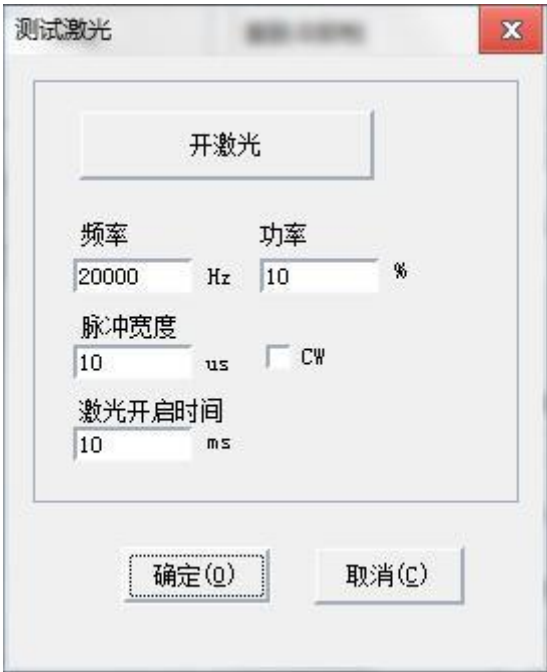 测试激光
开激光
频率 功率
20000 Hz 10 %
脉冲宽度
10 us CW
激光开启时间
10 ms
确定(O) 取消(C)